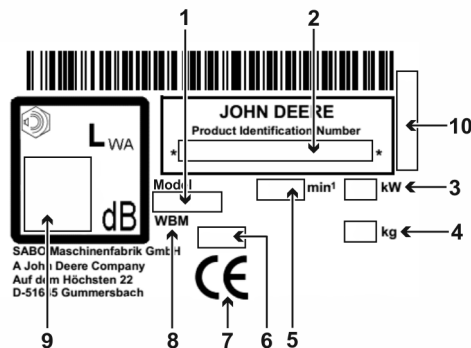 1 2
JOHN DEERE
Product Identification Number
* *
10
LWA
dB
Model
min¹ kW 3
WBM
kg 4
SABO Maschinenfabrik GmbH
A John Deere Company
Auf dem Höchsten 22
D-51645 Gummersbach
CE
9 8 7 6 5